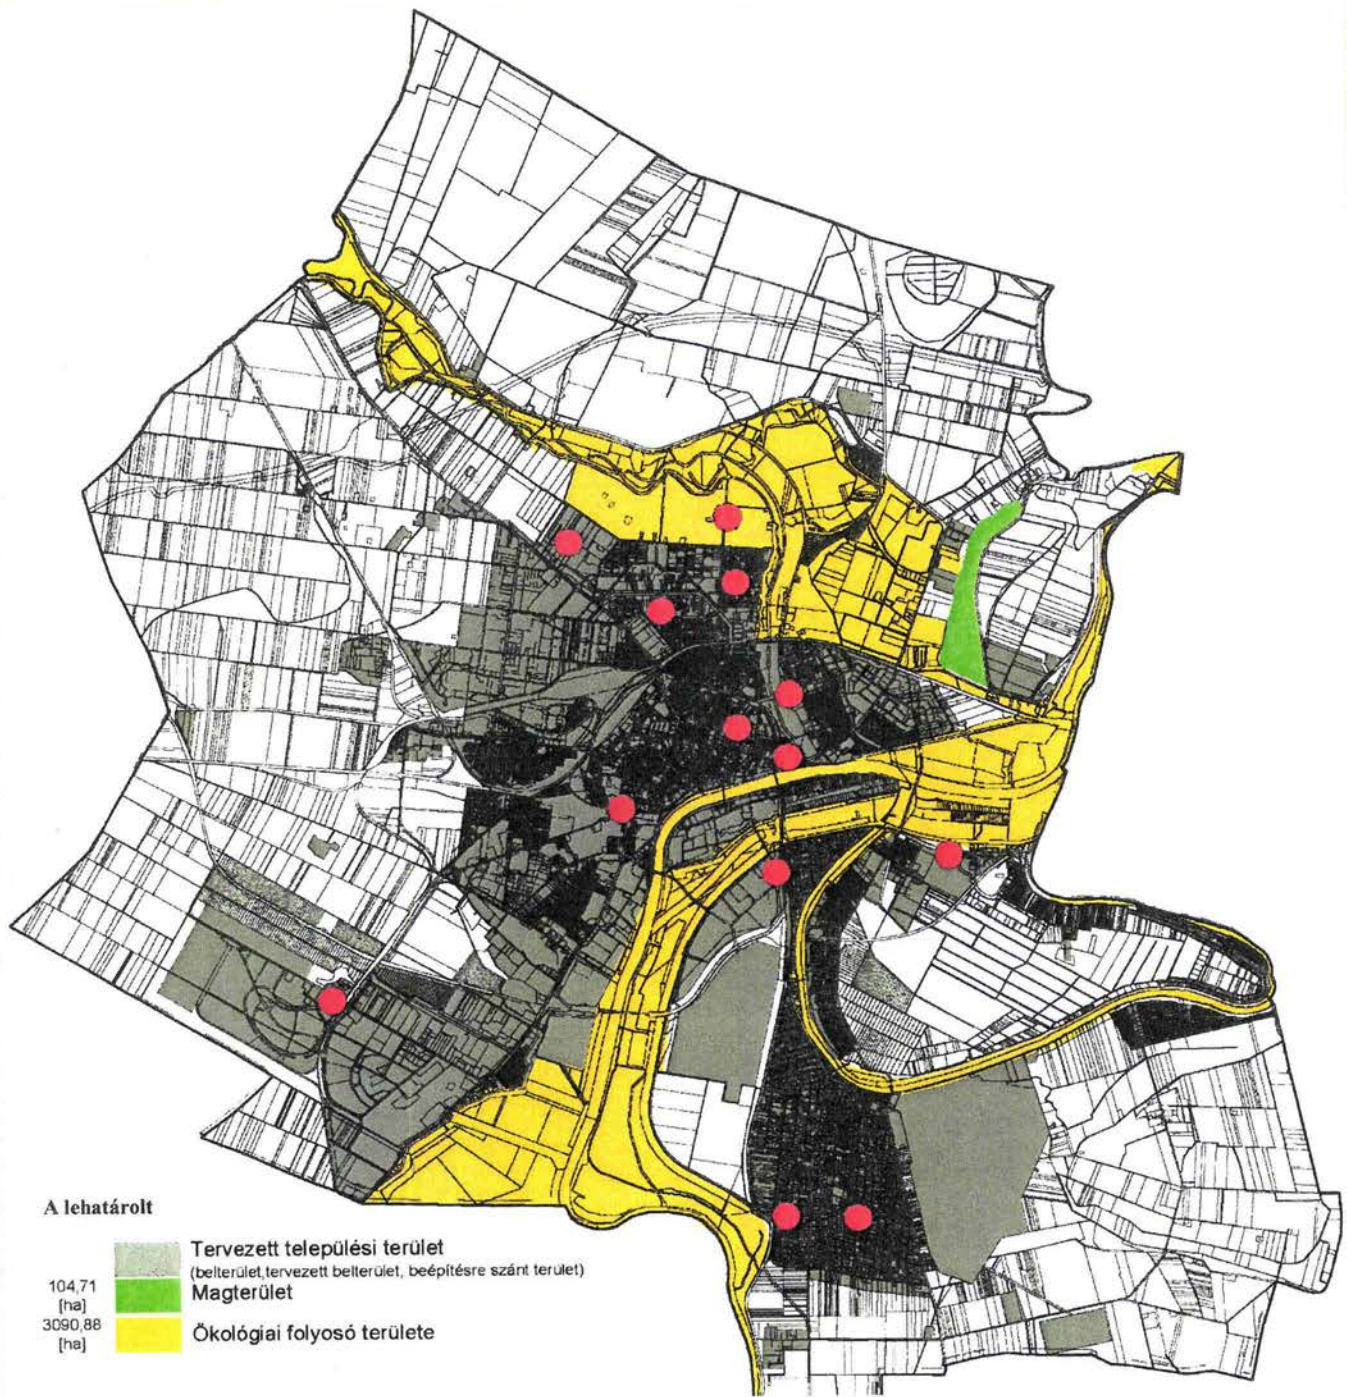 A lehatárolt
Tervezett települési terület
(belterület,tervezett belterület, beépítésre szánt terület)
104,71
[ha]
Magterület
3090,88
[ha]
Ökológiai folyosó területe